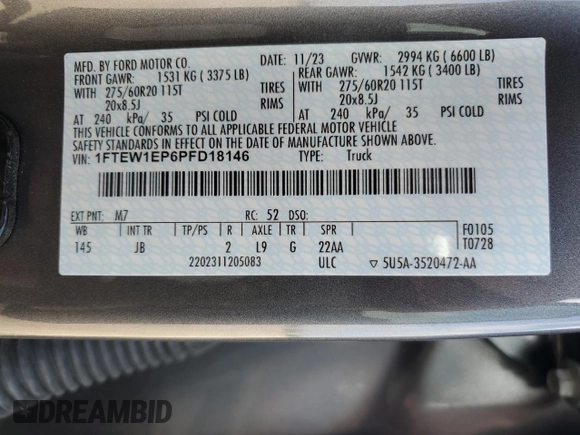 MFD. BY FORD MOTOR CO. DATE: 11/23 GVWR: 2994 KG ( 6600 LB)
FRONT GAWR: 1531 KG ( 3375 LB) REAR GAWR: 1542 KG ( 3400 LB)
WITH 275/60R20 115T TIRES WITH 275/60R20 115T TIRES
20x8.5J RIMS 20x8.5J RIMS
AT 240 kPa/ 35 PSI COLD AT 240 kPa/ 35 PSI COLD
THIS VEHICLE CONFORMS TO ALL APPLICABLE FEDERAL MOTOR VEHICLE
SAFETY STANDARDS IN EFFECT ON THE DATE OF MANUFACTURE SHOWN ABOVE.
VIN: 1FTEW1EP6PFD18146 TYPE: Truck
EXT PNT: M7 RC: 52 DSO:
WB INT TR TP/PS R AXLE TR SPR F0105
145 JB 2 L9 G 22AA T0728
2202311205083 ULC ▽ 5U5A-3520472-AA
DREAMBID